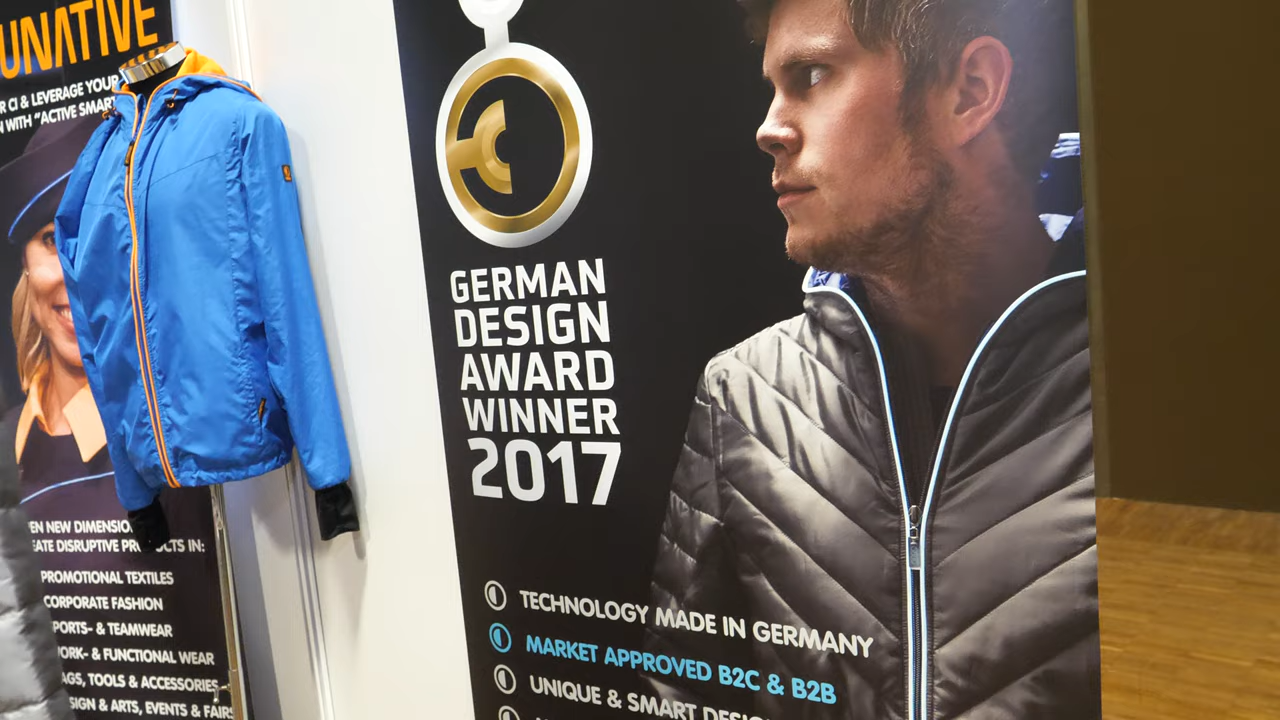 UNATIVE
R CI & LEVERAGE YOUR
N WITH "ACTIVE SMAR
EN NEW DIMENSIO
EATE DISRUPTIVE PRODUCTS IN:
PROMOTIONAL TEXTILES
CORPORATE FASHION
PORTS- & TEAMWEAR
ORK- & FUNCTIONAL WEAR
AGS, TOOLS & ACCESSORIES
SIGN & ARTS, EVENTS & FAIRS
GERMAN
DESIGN
AWARD
WINNER
2017
TECHNOLOGY MADE IN GERMANY
MARKET APPROVED B2C & B2B
UNIQUE & SMART DESIG